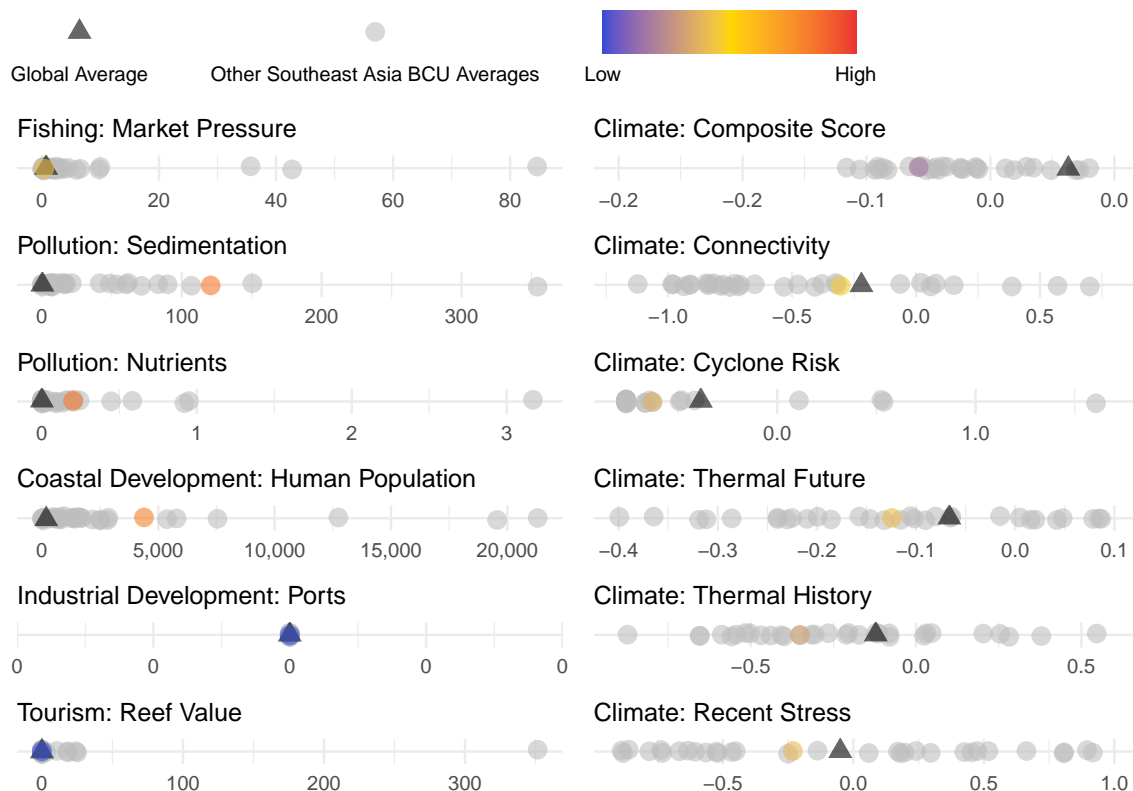 Global Average
Other Southeast Asia BCU Averages
Low
High
Fishing: Market Pressure
0 20 40 60 80
Climate: Composite Score
−0.2 −0.2 −0.1 0.0 0.0
Pollution: Sedimentation
0 100 200 300
Climate: Connectivity
−1.0 −0.5 0.0 0.5
Pollution: Nutrients
0 1 2 3
Climate: Cyclone Risk
0.0 1.0
Coastal Development: Human Population
0 5,000 10,000 15,000 20,000
Climate: Thermal Future
−0.4 −0.3 −0.2 −0.1 0.0 0.1
Industrial Development: Ports
0 0 0 0 0
Climate: Thermal History
−0.5 0.0 0.5
Tourism: Reef Value
0 100 200 300
Climate: Recent Stress
−0.5 0.0 0.5 1.0